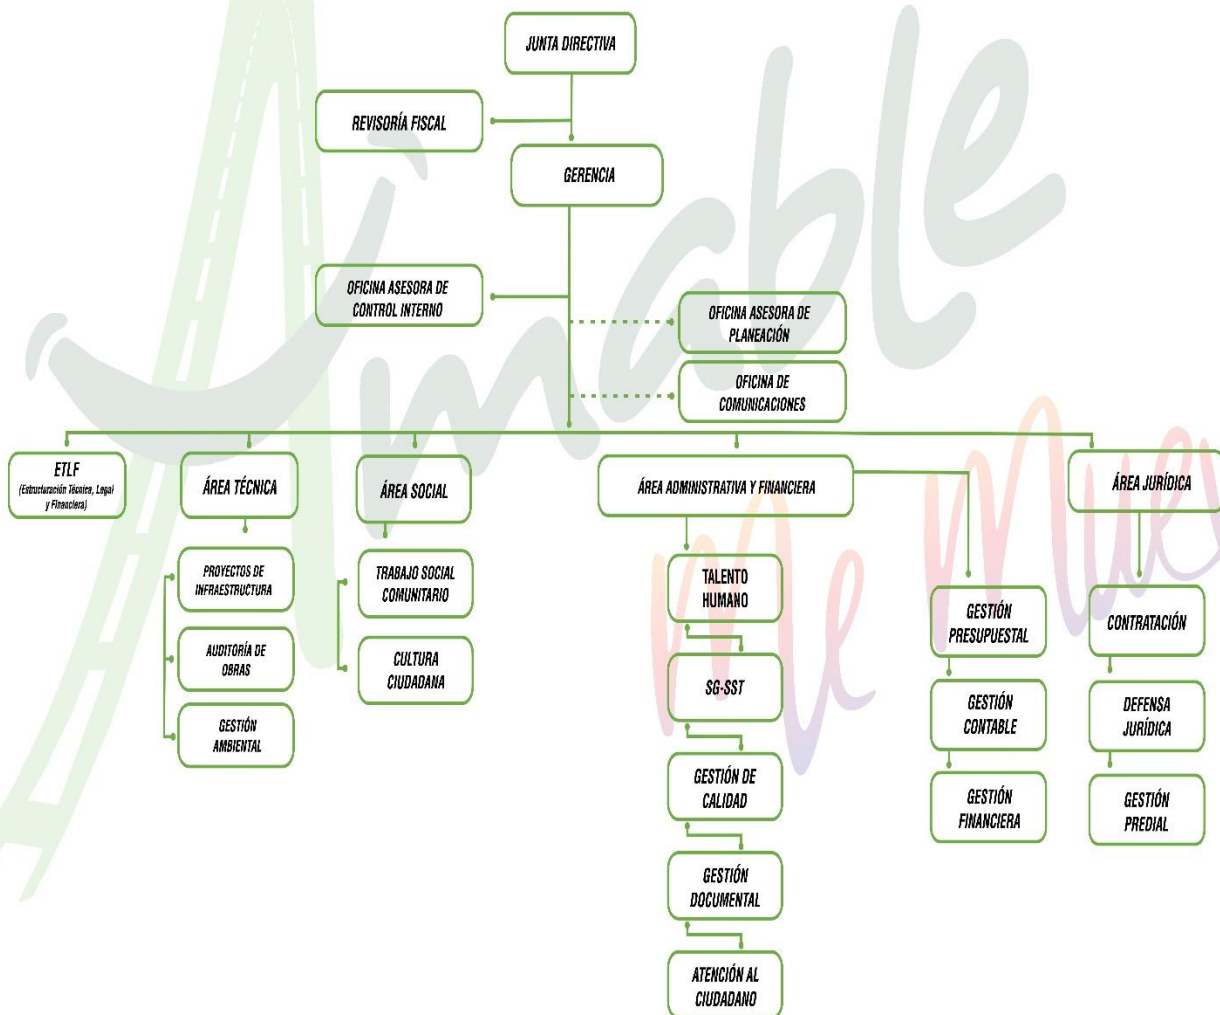 JUNTA DIRECTIVA
REVISORÍA FISCAL
GERENCIA
OFICINA ASESORA DE
CONTROL INTERNO
OFICINA ASESORA DE
PLANEACIÓN
OFICINA DE
COMUNICACIONES
ETLF
(Estructuración Técnica, Legal
y Financiera)
ÁREA TÉCNICA
ÁREA SOCIAL
ÁREA ADMINISTRATIVA Y FINANCIERA
ÁREA JURÍDICA
PROYECTOS DE
INFRAESTRUCTURA
AUDITORÍA DE
OBRAS
GESTIÓN
AMBIENTAL
TRABAJO SOCIAL
COMUNITARIO
CULTURA
CIUDADANA
TALENTO
HUMANO
SG-SST
GESTIÓN DE
CALIDAD
GESTIÓN
DOCUMENTAL
ATENCIÓN AL
CIUDADANO
GESTIÓN
PRESUPUESTAL
GESTIÓN
CONTABLE
GESTIÓN
FINANCIERA
CONTRATACIÓN
DEFENSA
JURÍDICA
GESTIÓN
PREDIAL
Amable
me muev